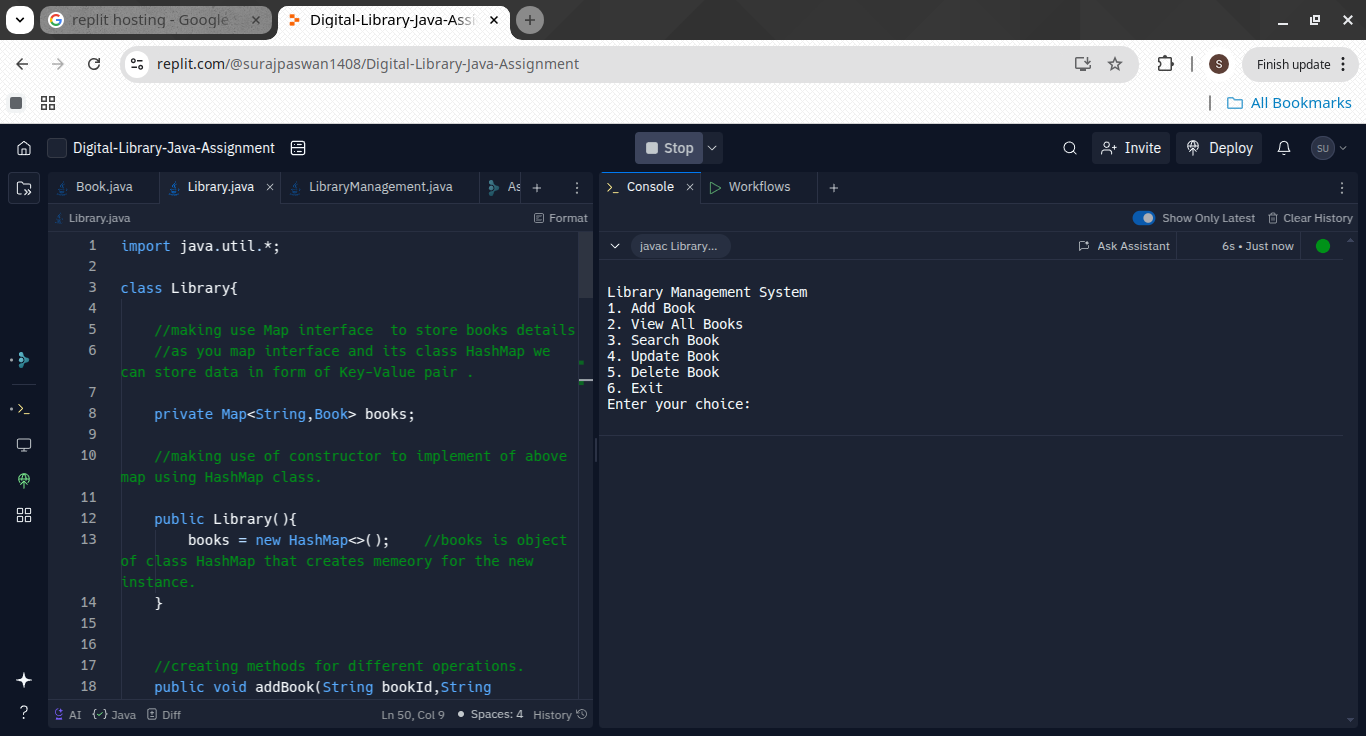 replit hosting - Google
Digital-Library-Java-Assi
replit.com/@surajpaswan1408/Digital-Library-Java-Assignment
S
Finish update
All Bookmarks
Digital-Library-Java-Assignment
Stop
Invite
Deploy
SU
Book.java
Library.java
LibraryManagement.java
As
Library.java
Format
1 import java.util.*;
2
3 class Library{
4
5 //making use Map interface  to store books details
6 //as you map interface and its class HashMap we
can store data in form of Key-Value pair .
7
8 private Map<String,Book> books;
9
10 //making use of constructor to implement of above
map using HashMap class.
11
12 public Library(){
13 books = new HashMap<>();    //books is object
of class HashMap that creates memeory for the new
instance.
14 }
15
16
17 //creating methods for different operations.
18 public void addBook(String bookId,String
AI
Java
Diff
Ln 50, Col 9
Spaces: 4
History
Console
Workflows
Show Only Latest
Clear History
javac Library...
Ask Assistant
6s • Just now
Library Management System
1. Add Book
2. View All Books
3. Search Book
4. Update Book
5. Delete Book
6. Exit
Enter your choice: